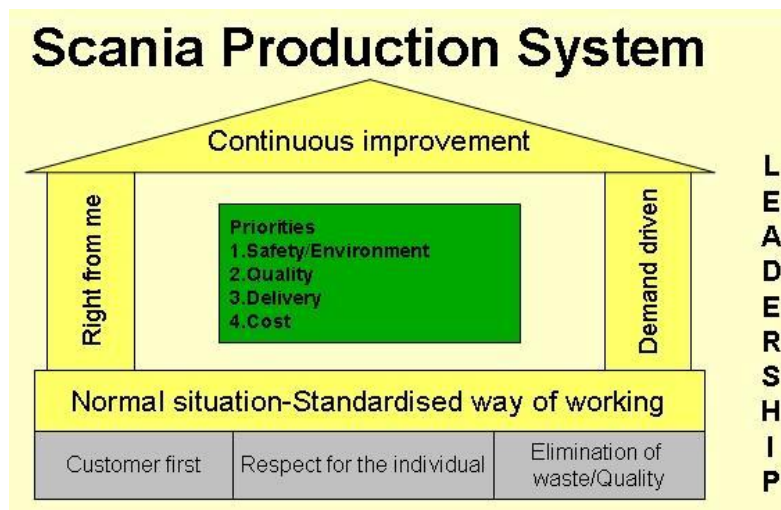 Scania Production System
Continuous improvement
Right from me
Priorities
1.Safety/Environment
2.Quality
3.Delivery
4.Cost
Demand driven
Normal situation-Standardised way of working
Customer first
Respect for the individual
Elimination of
waste/Quality
LEADERSHIP